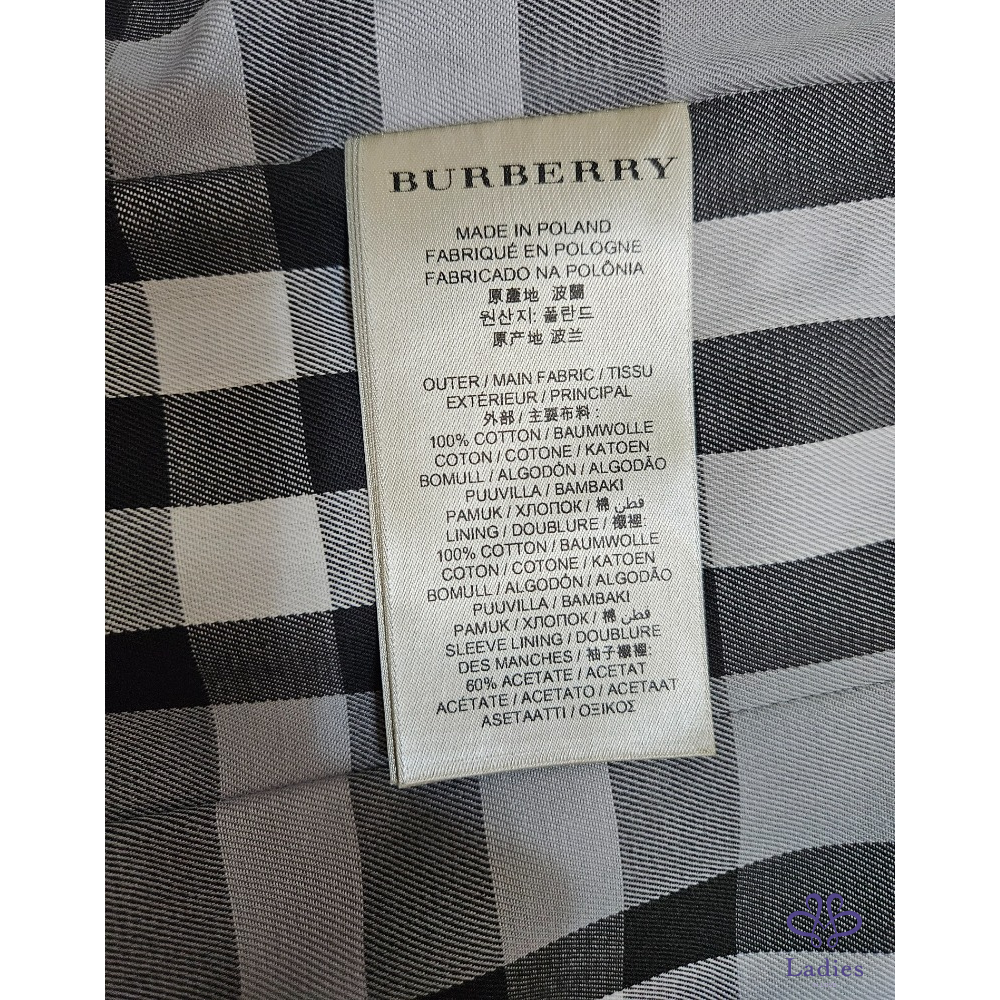 BURBERRY
MADE IN POLAND
FABRIQUÉ EN POLOGNE
FABRICADO NA POLÔNIA
原產地 波蘭
원산지: 폴란드
原产地 波兰
OUTER / MAIN FABRIC / TISSU
EXTÉRIEUR / PRINCIPAL
外部 / 主要布料 :
100% COTTON / BAUMWOLLE
COTON / COTONE / KATOEN
BOMULL / ALGODÓN / ALGODÃO
PUUVILLA / BAMBAKI
PAMUK / ХЛОПОК / 棉 قطن
LINING / DOUBLURE / 襯裡:
100% COTTON / BAUMWOLLE
COTON / COTONE / KATOEN
BOMULL / ALGODÓN / ALGODÃO
PUUVILLA / BAMBAKI
PAMUK / ХЛОПОК / 棉 قطن
SLEEVE LINING / DOUBLURE
DES MANCHES / 袖子襯裡:
60% ACETATE / ACETAT
ACÉTATE / ACETATO / ACETAAT
ASETAATTI / ΟΞΙΚΟΣ
Ladies